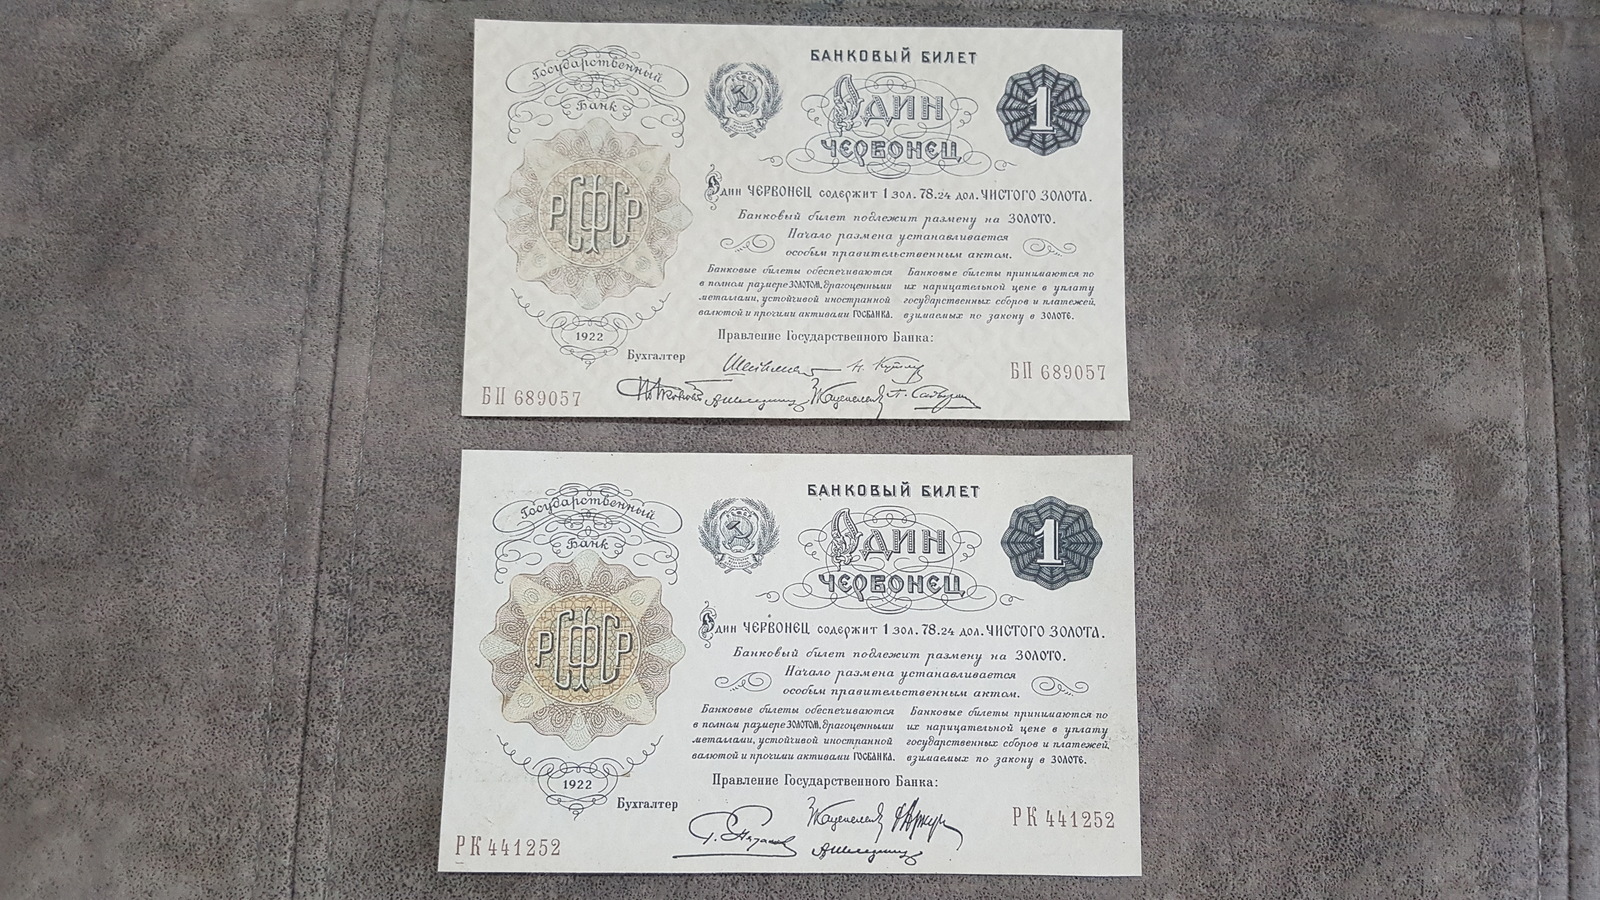 Государственный
Банк
РСФСР
1922
БАНКОВЫЙ БИЛЕТ
ОДИН
ЧЕРВОНЕЦ
1
Один ЧЕРВОНЕЦ содержит 1 зол. 78.24 дол. ЧИСТОГО ЗОЛОТА.
Банковый билет подлежит размену на ЗОЛОТО.
Начало размена устанавливается
особым правительственным актом.
Банковые билеты обеспечиваются
в полном размере ЗОЛОТОМ, драгоценными
металлами, устойчивой иностранной
валютой и прочими активами ГОСБАНКА.
Банковые билеты принимаются по
их нарицательной цене в уплату
государственных сборов и платежей,
взимаемых по закону в ЗОЛОТЕ.
Правление Государственного Банка:
Бухгалтер
БП 689057
БП 689057
Государственный
Банк
РСФСР
1922
БАНКОВЫЙ БИЛЕТ
ОДИН
ЧЕРВОНЕЦ
1
Один ЧЕРВОНЕЦ содержит 1 зол. 78.24 дол. ЧИСТОГО ЗОЛОТА.
Банковый билет подлежит размену на ЗОЛОТО.
Начало размена устанавливается
особым правительственным актом.
Банковые билеты обеспечиваются
в полном размере ЗОЛОТОМ, драгоценными
металлами, устойчивой иностранной
валютой и прочими активами ГОСБАНКА.
Банковые билеты принимаются по
их нарицательной цене в уплату
государственных сборов и платежей,
взимаемых по закону в ЗОЛОТЕ.
Правление Государственного Банка:
Бухгалтер
РК 441252
РК 441252